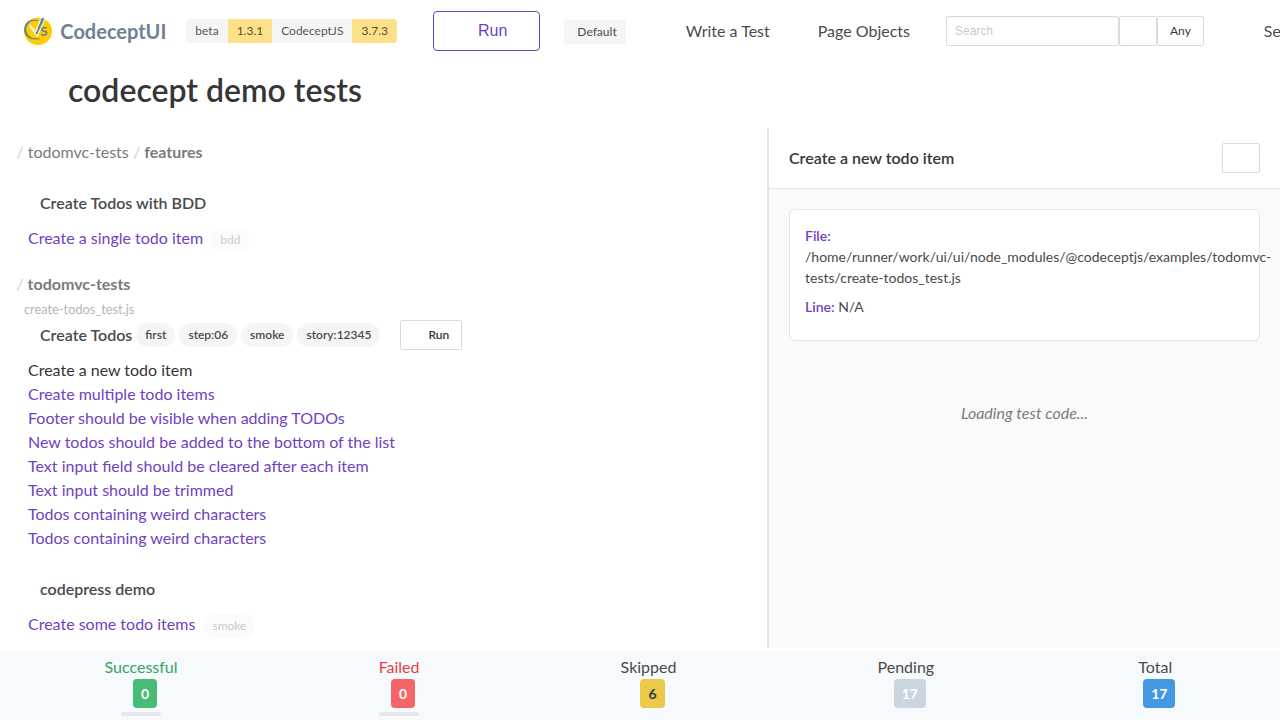 CodeceptUI beta 1.3.1 CodeceptJS 3.7.3 Run Default Write a Test Page Objects Search Any Se
codecept demo tests
/ todomvc-tests / features
Create Todos with BDD
Create a single todo item bdd
/ todomvc-tests
create-todos_test.js
Create Todos first step:06 smoke story:12345 Run
Create a new todo item
Create multiple todo items
Footer should be visible when adding TODOs
New todos should be added to the bottom of the list
Text input field should be cleared after each item
Text input should be trimmed
Todos containing weird characters
Todos containing weird characters
codepress demo
Create some todo items smoke
Create a new todo item
File:
/home/runner/work/ui/ui/node_modules/@codeceptjs/examples/todomvc-
tests/create-todos_test.js
Line: N/A
Loading test code...
Successful Failed Skipped Pending Total
0 0 6 17 17